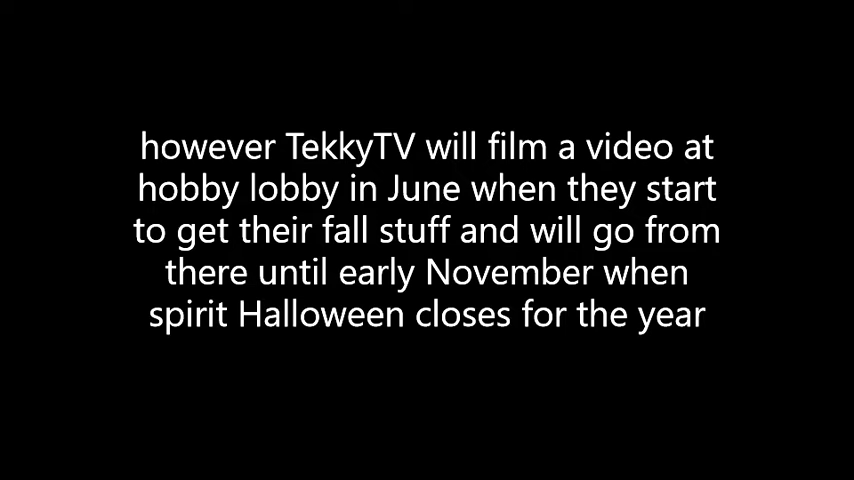 however TekkyTV will film a video at
hobby lobby in June when they start
to get their fall stuff and will go from
there until early November when
spirit Halloween closes for the year